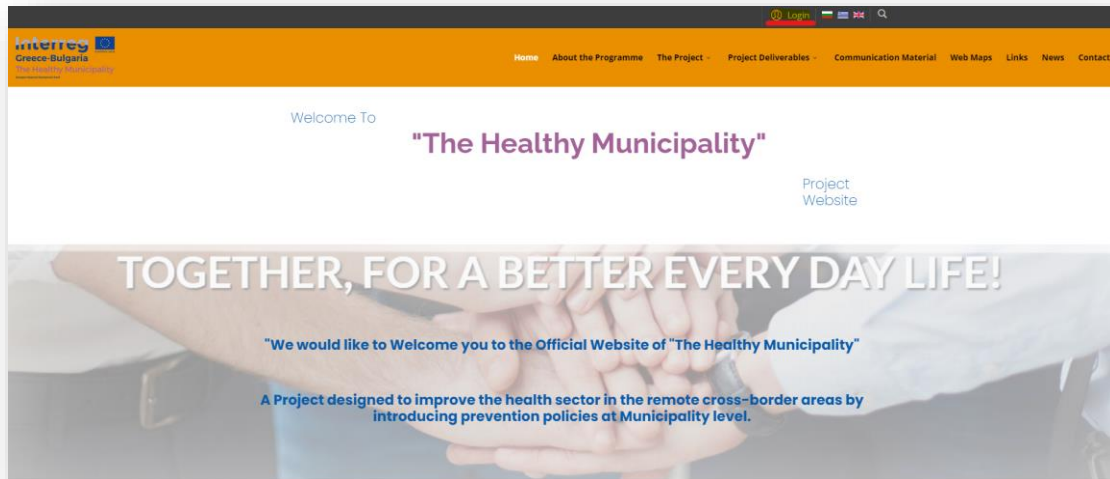 Login
Interreg
Greece-Bulgaria
The Healthy Municipality
Home About the Programme The Project Project Deliverables Communication Material Web Maps Links News Contact
Welcome To
"The Healthy Municipality"
Project
Website
TOGETHER, FOR A BETTER EVERY DAY LIFE!
"We would like to Welcome you to the Official Website of "The Healthy Municipality"
A Project designed to improve the health sector in the remote cross-border areas by
introducing prevention policies at Municipality level.